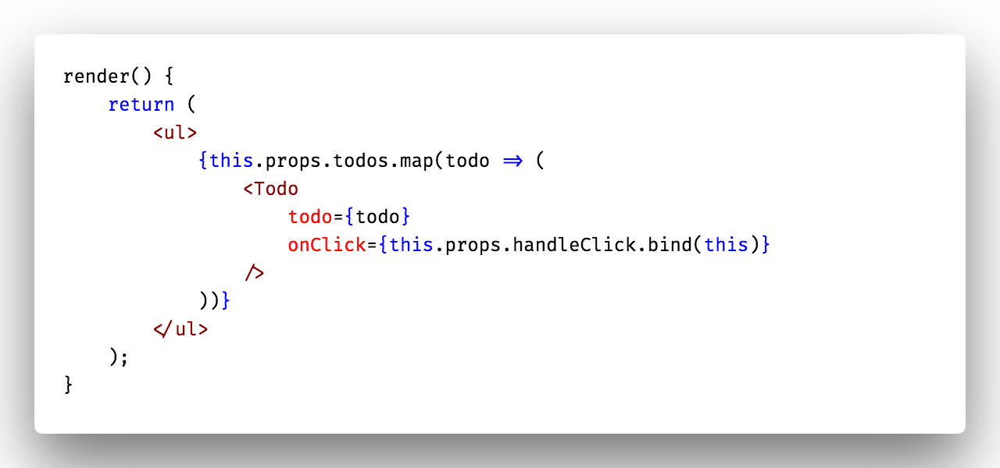 render() {
    return (
        <ul>
            {this.props.todos.map(todo => (
                <Todo
                    todo={todo}
                    onClick={this.props.handleClick.bind(this)}
                />
            ))}
        </ul>
    );
}